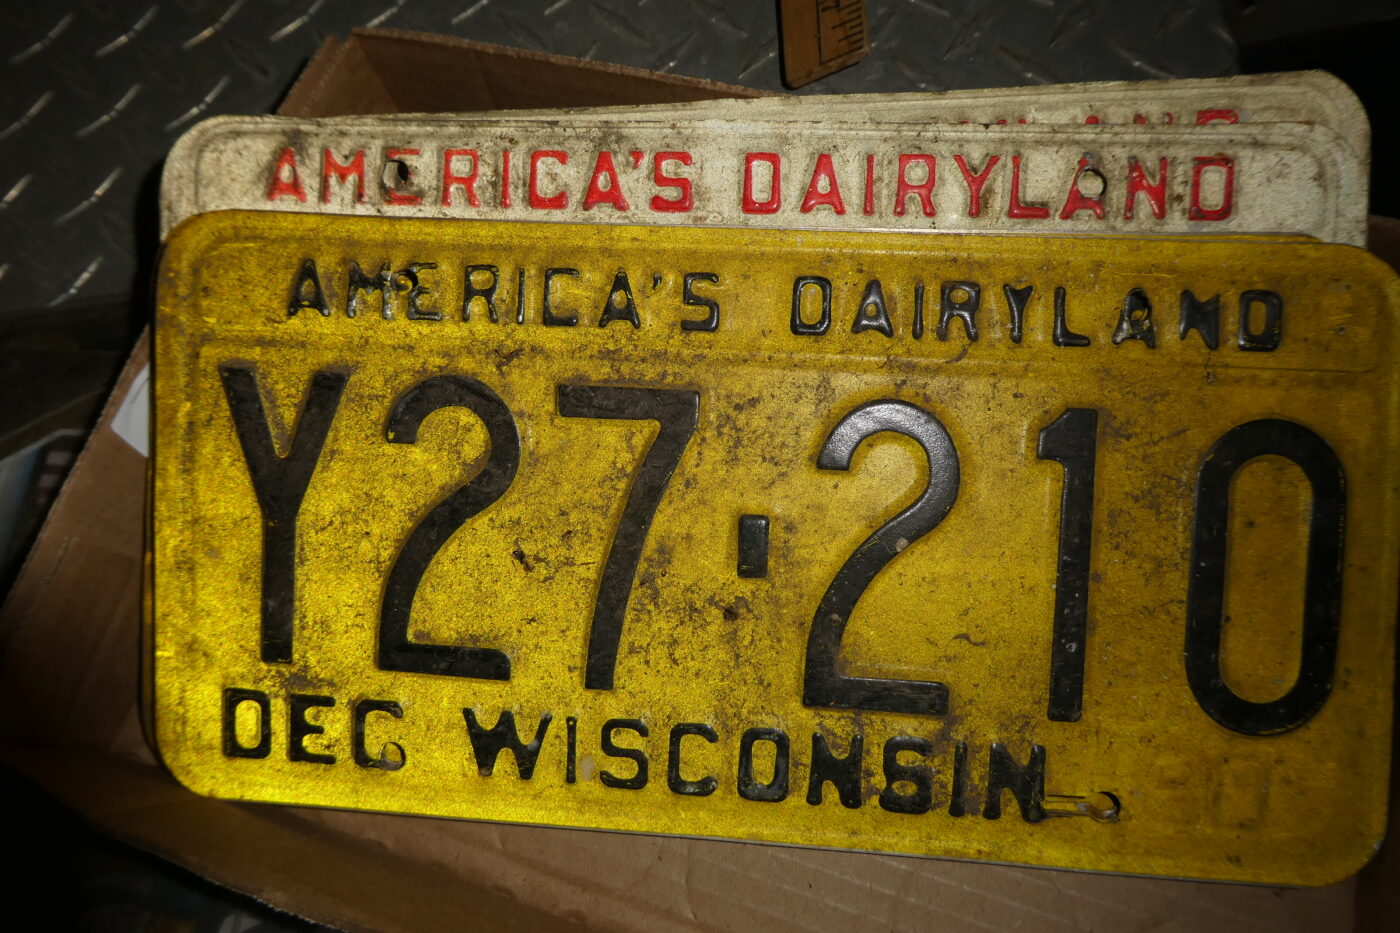 AMERICA'S DAIRYLAND
AMERICA'S DAIRYLAND
Y27-210
DEC WISCONSIN